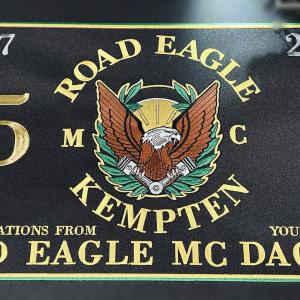 7 2
ROAD EAGLE
5 M C
KEMPTEN
ATIONS FROM YOU
D EAGLE MC DAC